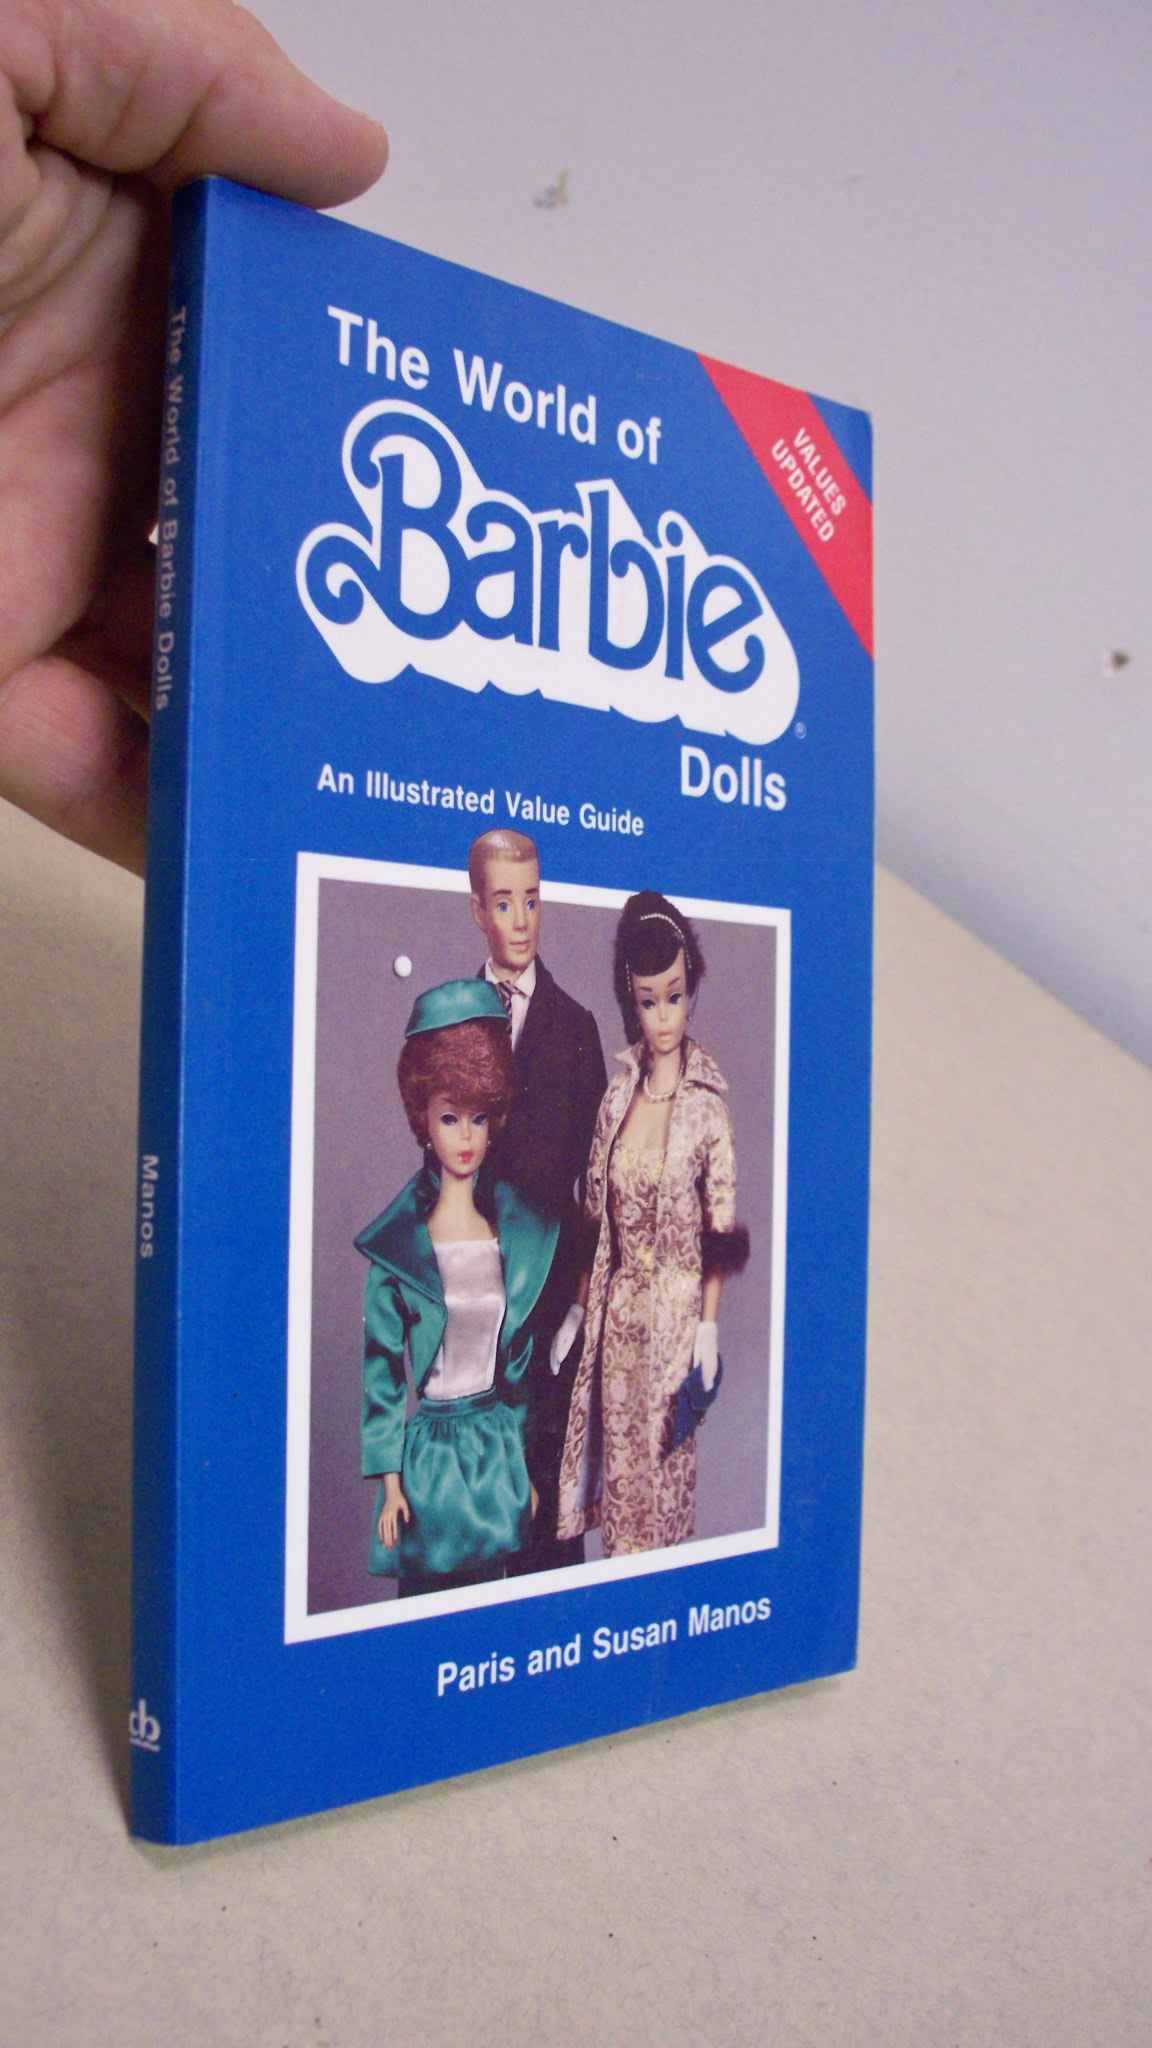 The World of
Barbie®
Dolls
An Illustrated Value Guide
VALUES
UPDATED
Paris and Susan Manos
The World of Barbie Dolls
Manos
cb